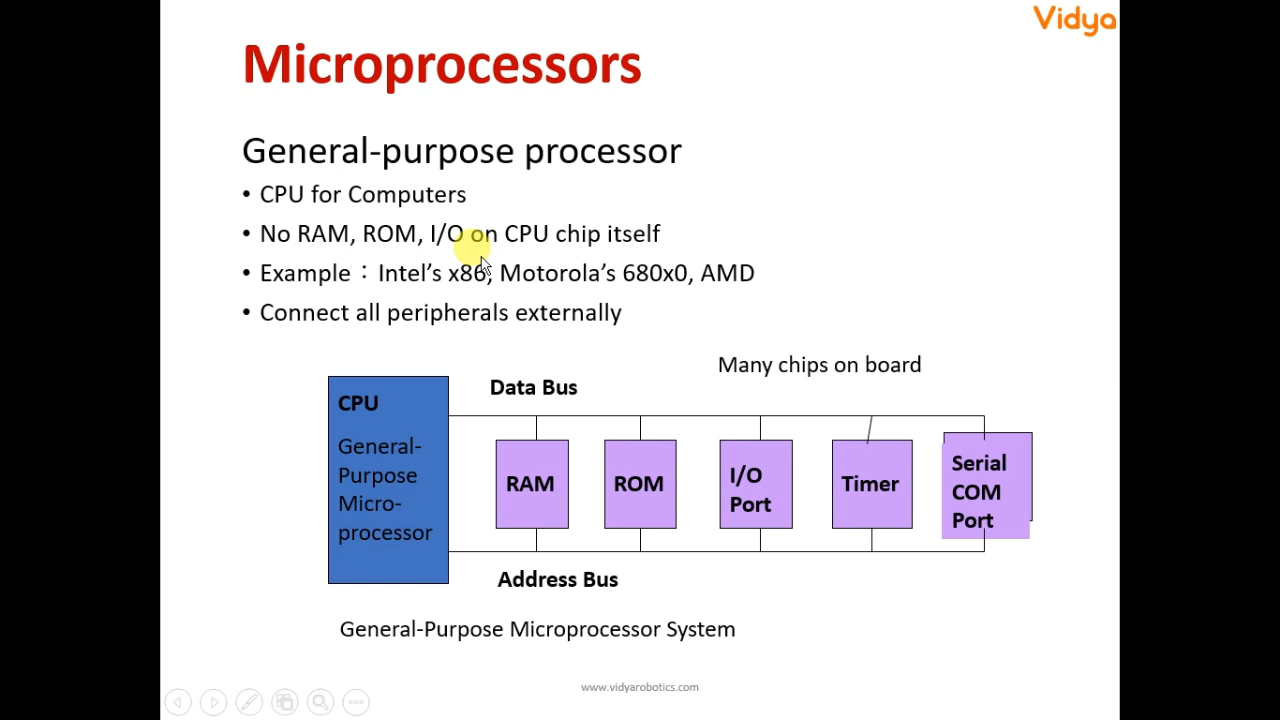 Vidya
Microprocessors
General-purpose processor
• CPU for Computers
• No RAM, ROM, I/O on CPU chip itself
• Example：Intel's x86, Motorola's 680x0, AMD
• Connect all peripherals externally
Many chips on board
Data Bus
CPU
General-
Purpose
Micro-
processor
RAM
ROM
I/O
Port
Timer
Serial
COM
Port
Address Bus
General-Purpose Microprocessor System
www.vidyarobotics.com